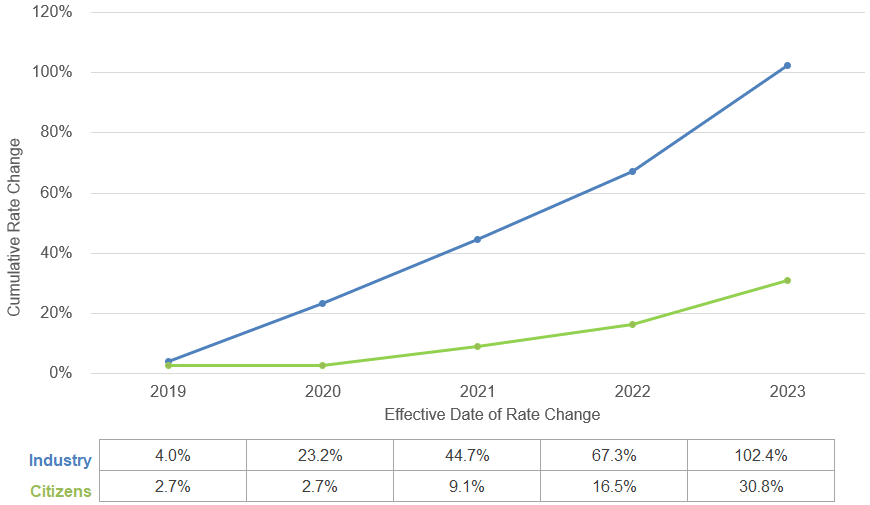 120%
100%
80%
60%
40%
20%
0%
Cumulative Rate Change
2019 2020 2021 2022 2023
Effective Date of Rate Change
Industry 4.0% 23.2% 44.7% 67.3% 102.4%
Citizens 2.7% 2.7% 9.1% 16.5% 30.8%